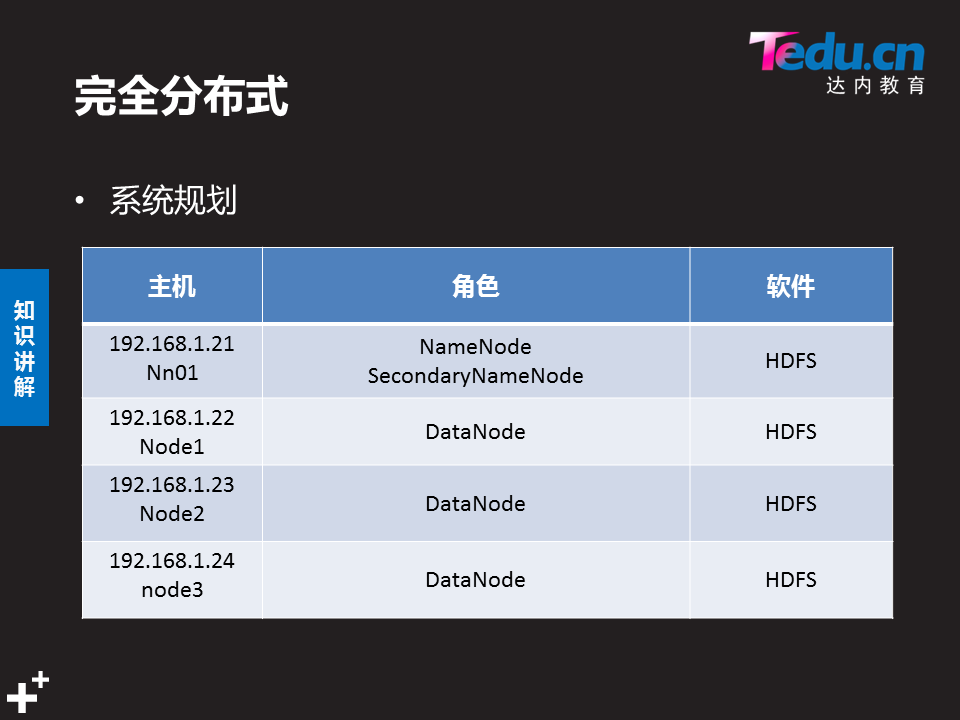 Tedu.cn
达内教育
完全分布式
• 系统规划
知识讲解
主机 角色 软件
192.168.1.21
Nn01
NameNode
SecondaryNameNode
HDFS
192.168.1.22
Node1
DataNode
HDFS
192.168.1.23
Node2
DataNode
HDFS
192.168.1.24
node3
DataNode
HDFS